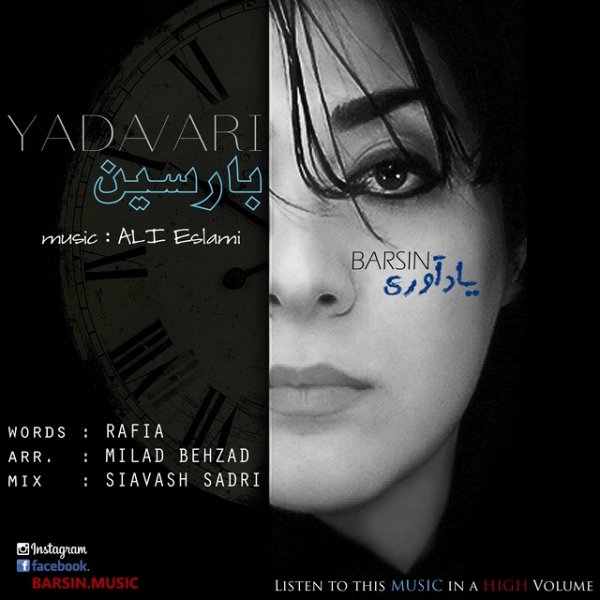 YADAVARI
بارسین
music : ALI Eslami
BARSIN
یادآوری
WORDS : RAFIA
ARR. : MILAD BEHZAD
MIX : SIAVASH SADRI
Instagram
facebook.
BARSIN.MUSIC
LISTEN TO THIS MUSIC IN A HIGH VOLUME